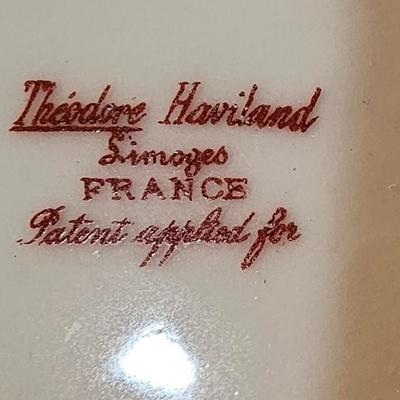 Théodore Haviland
Limoges
FRANCE
Patent applied for